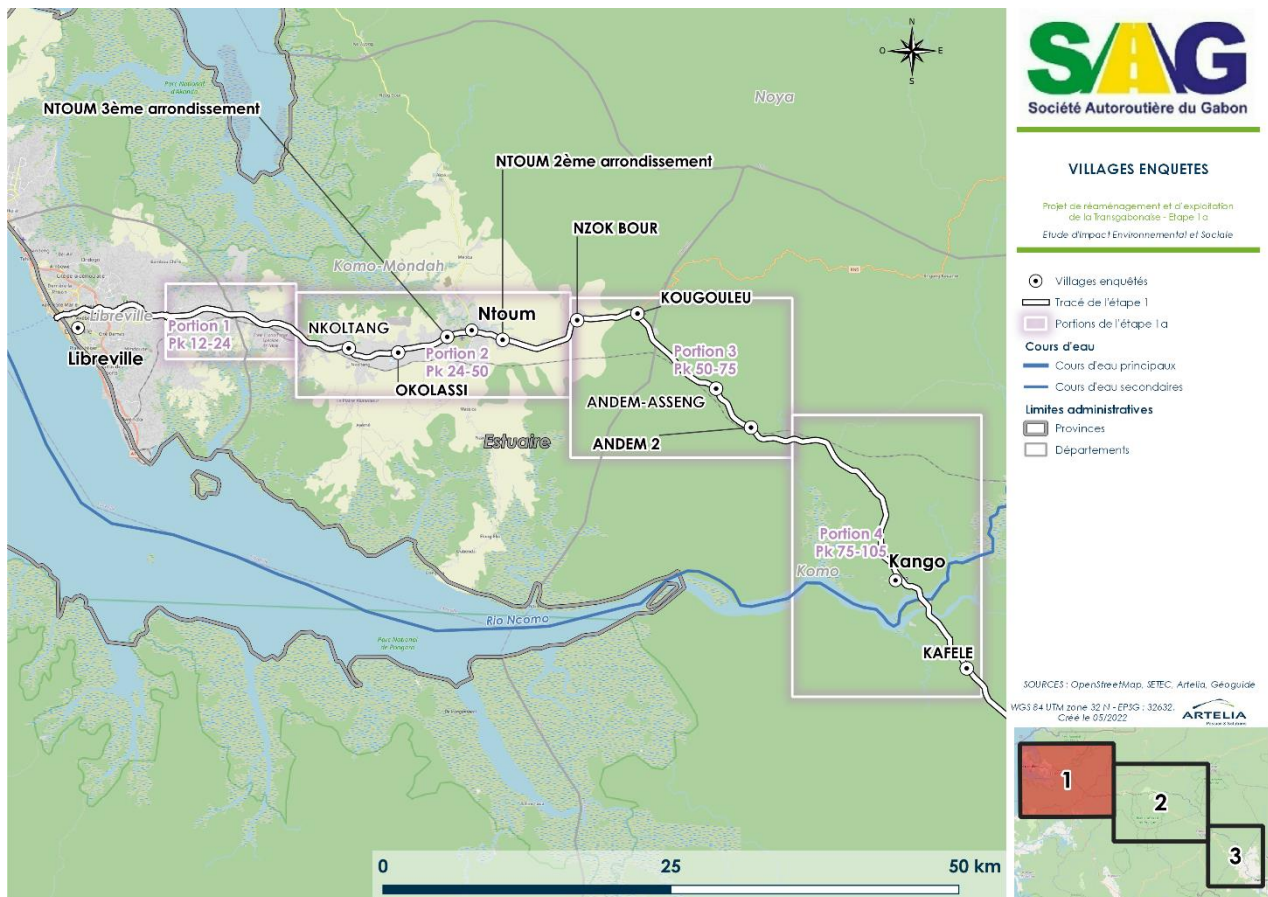 N
O
E
S
NTOUM 3ème arrondissement
Noya
NTOUM 2ème arrondissement
NZOK BOUR
Komo-Mondah
KOUGOULEU
Libreville
Portion 1
Pk 12-24
NKOLTANG
Ntoum
Portion 2
Pk 24-50
Portion 3
Pk 50-75
Libreville
OKOLASSI
ANDEM-ASSENG
Estuaire
ANDEM 2
Portion 4
Pk 75-105
Kango
Komo
Rio Ncomo
Parc National
de Pongara
KAFELE
0
25
50 km
SAG
Société Autoroutière du Gabon
VILLAGES ENQUETES
Projet de réaménagement et d'exploitation
de la Transgabonaise - Etape 1a
Etude d'Impact Environnemental et Sociale
Villages enquêtés
Tracé de l'étape 1
Portions de l'étape 1a
Cours d'eau
Cours d'eau principaux
Cours d'eau secondaires
Limites administratives
Provinces
Départements
SOURCES : OpenStreetMap, SETEC, Artelia, Géoguide
WGS 84 UTM zone 32 N - EPSG : 32632.
Créé le 05/2022
ARTELIA
1
2
3